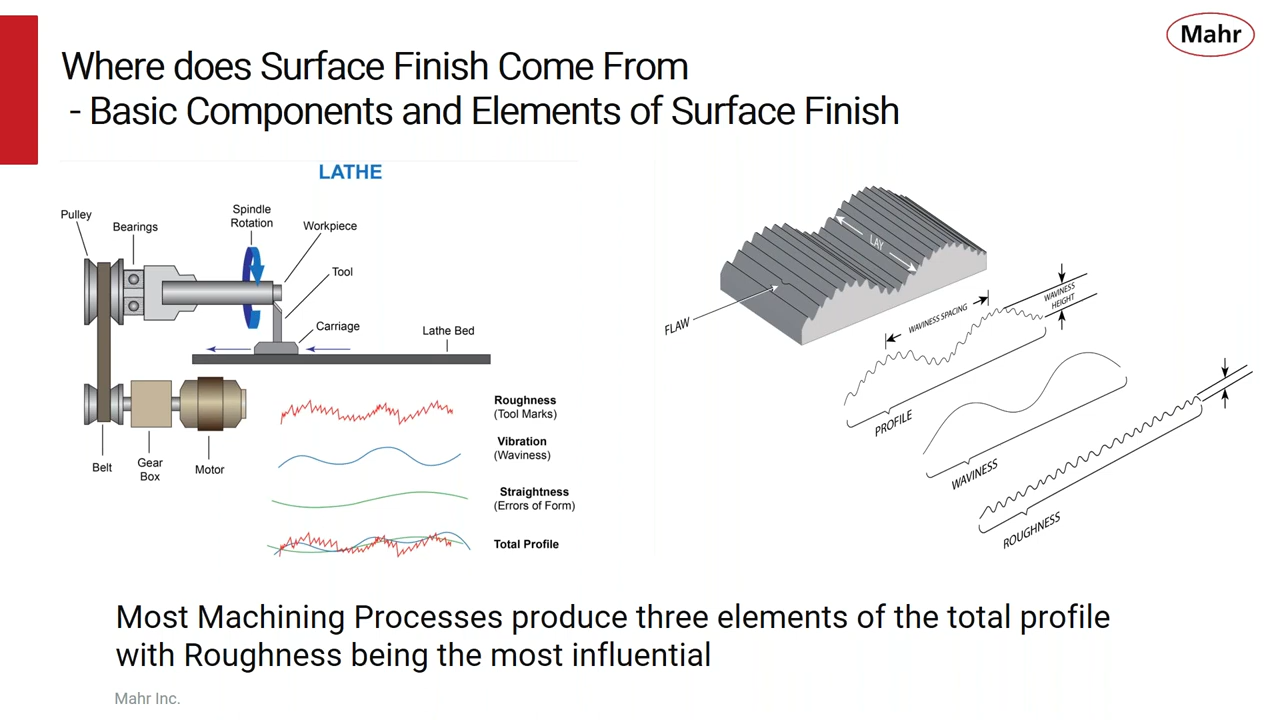 Mahr
Where does Surface Finish Come From
- Basic Components and Elements of Surface Finish
LATHE
Pulley
Bearings
Spindle
Rotation
Workpiece
Tool
Carriage
Lathe Bed
Belt
Gear
Box
Motor
Roughness
(Tool Marks)
Vibration
(Waviness)
Straightness
(Errors of Form)
Total Profile
LAY
FLAW
WAVINESS SPACING
WAVINESS
HEIGHT
PROFILE
WAVINESS
ROUGHNESS
Most Machining Processes produce three elements of the total profile
with Roughness being the most influential
Mahr Inc.